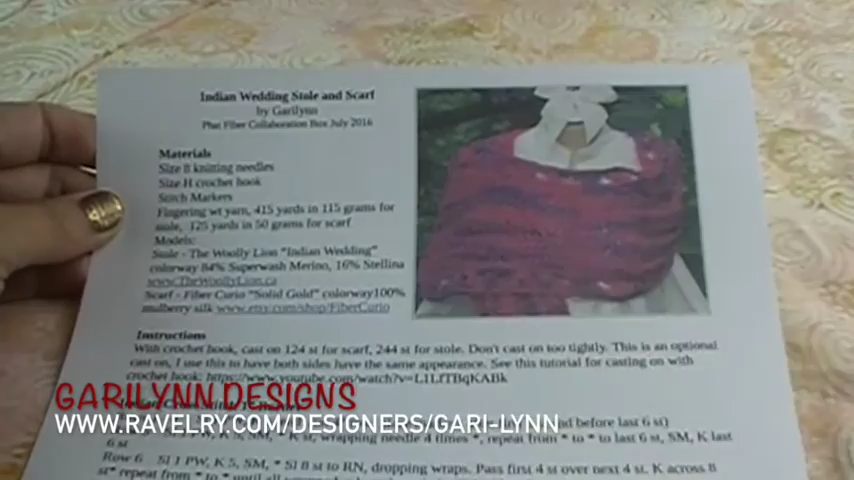 Indian Wedding Stole and Scarf
by Garilynn
Phat Fiber Collaboration Box July 2016
Materials
Size 8 knitting needles
Size H crochet hook
Stitch Markers
Fingering wt yarn, 415 yards in 115 grams for
stole, 125 yards in 50 grams for scarf
Models:
Stole - The Woolly Lion "Indian Wedding"
colorway 84% Superwash Merino, 16% Stellina
www.TheWoollyLion.ca
Scarf - Fiber Curio "Solid Gold" colorway100%
mulberry silk www.etsy.com/shop/FiberCurio
Instructions
With crochet hook, cast on 124 st for scarf, 244 st for stole. Don't cast on too tightly. This is an optional
cast on, I use this to have both sides have the same appearance. See this tutorial for casting on with
crochet hook: https://www.youtube.com/watch?v=L1LfTBqKABk
GARILYNN DESIGNS
WWW.RAVELRY.COM/DESIGNERS/GARI-LYNN
and before last 6 st)
K st, wrapping needle 4 times *, repeat from * to * to last 6 st, SM, K last
6 st
Row 6 Sl 1 PW, K 5, SM, * Sl 8 st to RN, dropping wraps. Pass first 4 st over next 4 st. K across 8
st* repeat from * to * until all